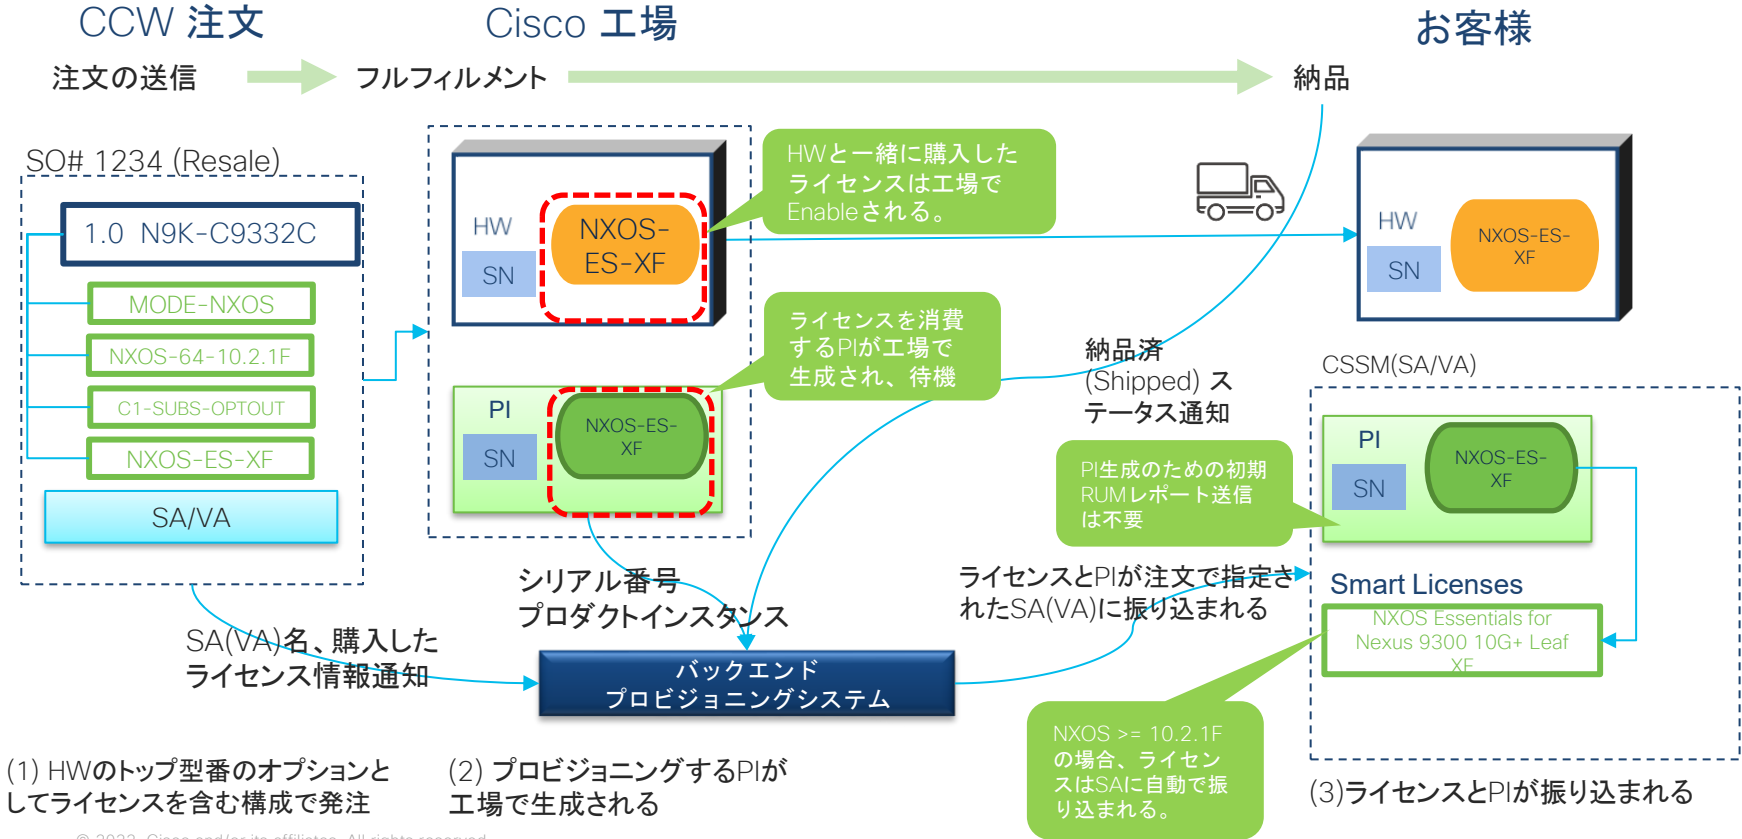 CCW 注文
Cisco 工場
お客様
注文の送信
フルフィルメント
納品
SO# 1234 (Resale)
1.0 N9K-C9332C
MODE-NXOS
NXOS-64-10.2.1F
C1-SUBS-OPTOUT
NXOS-ES-XF
SA/VA
HW
SN
NXOS-
ES-XF
HWと一緒に購入した
ライセンスは工場で
Enableされる。
PI
SN
NXOS-ES-
XF
ライセンスを消費
するPIが工場で
生成され、待機
HW
SN
NXOS-ES-
XF
納品済
(Shipped) ス
テータス通知
CSSM(SA/VA)
PI
SN
NXOS-ES-
XF
PI生成のための初期
RUMレポート送信
は不要
シリアル番号
プロダクトインスタンス
ライセンスとPIが注文で指定さ
れたSA(VA)に振り込まれる
Smart Licenses
NXOS Essentials for
Nexus 9300 10G+ Leaf
XF
SA(VA)名、購入した
ライセンス情報通知
バックエンド
プロビジョニングシステム
NXOS >= 10.2.1F
の場合、ライセン
スはSAに自動で振
り込まれる。
(1) HWのトップ型番のオプションと
してライセンスを含む構成で発注
(2) プロビジョニングするPIが
工場で生成される
(3)ライセンスとPIが振り込まれる
© 2022 Cisco and/or its affiliates. All rights reserved.